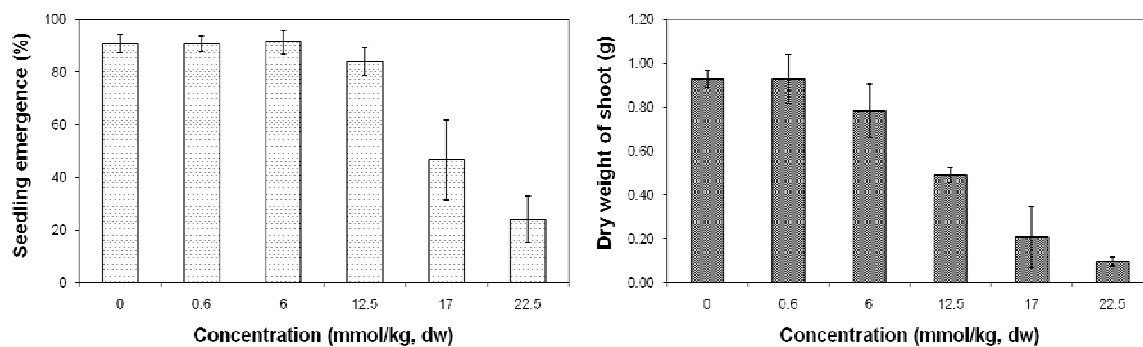 100
80
60
40
20
0
Seedling emergence (%)
0 0.6 6 12.5 17 22.5
Concentration (mmol/kg, dw)
1.20
1.00
0.80
0.60
0.40
0.20
0.00
Dry weight of shoot (g)
0 0.6 6 12.5 17 22.5
Concentration (mmol/kg, dw)